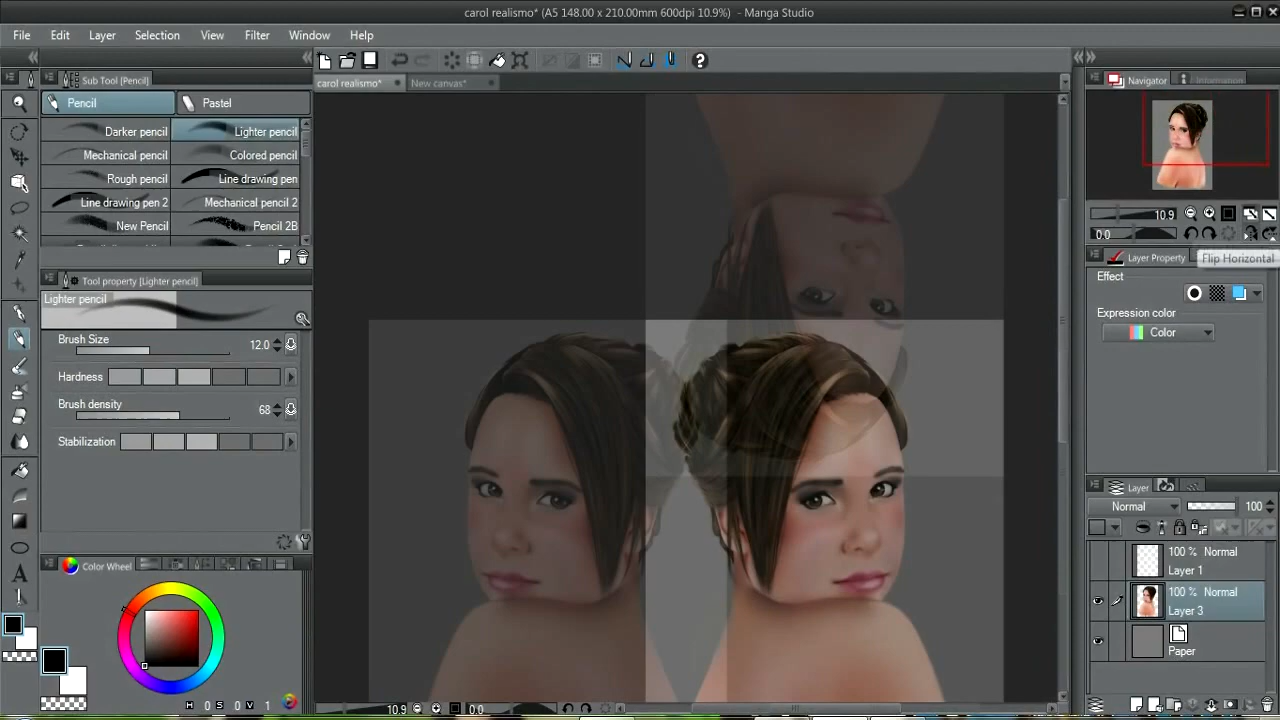 carol realismo* (A5 148.00 x 210.00mm 600dpi 10.9%) - Manga Studio
File Edit Layer Selection View Filter Window Help
Sub Tool [Pencil]
carol realismo*
New canvas*
Navigator
Information
Pencil
Pastel
Darker pencil
Lighter pencil
Mechanical pencil
Colored pencil
Rough pencil
Line drawing pen
Line drawing pen 2
Mechanical pencil 2
New Pencil
Pencil 2B
10.9
0.0
Layer Property
Flip Horizontal
Effect
Expression color
Color
Tool property [Lighter pencil]
Lighter pencil
Brush Size 12.0
Hardness
Brush density 68
Stabilization
Layer
Normal 100
100 % Normal
Layer 1
100 % Normal
Layer 3
Paper
Color Wheel
A
H 0 S 0 V 1
10.9
0.0